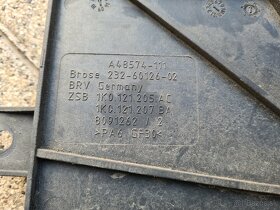 A48574-111
Brose 232-60126-02
BRV Germany
ZSB 1K0.121.205 AC
1K0.121.207 BA
8091262 / 2
>PA6 GF30<